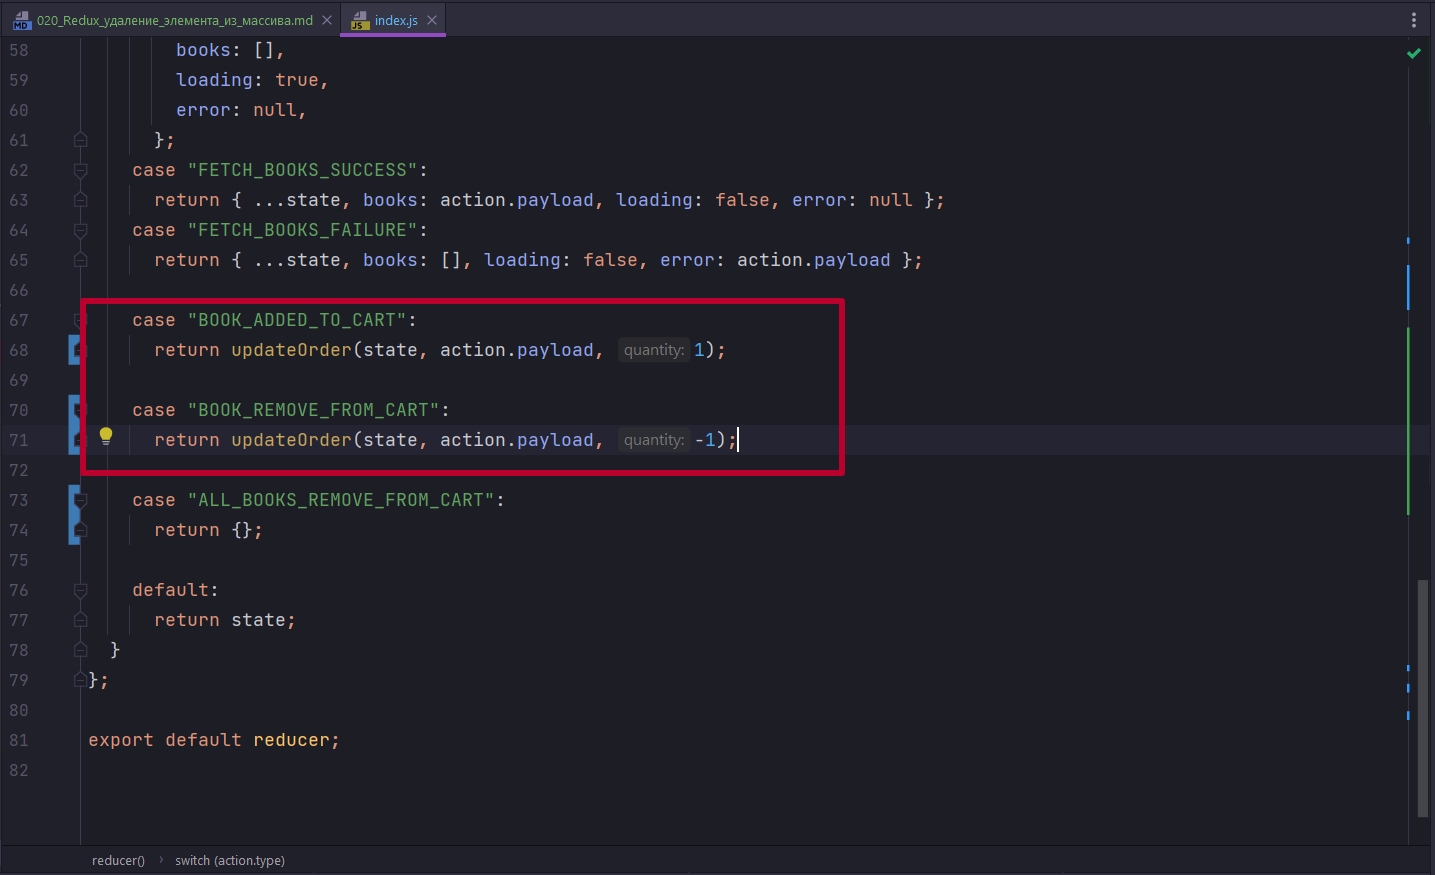 020_Redux_удаление_элемента_из_массива.md
index.js
58 books: [],
59 loading: true,
60 error: null,
61 };
62 case "FETCH_BOOKS_SUCCESS":
63 return { ...state, books: action.payload, loading: false, error: null };
64 case "FETCH_BOOKS_FAILURE":
65 return { ...state, books: [], loading: false, error: action.payload };
66
67 case "BOOK_ADDED_TO_CART":
68 return updateOrder(state, action.payload, quantity: 1);
69
70 case "BOOK_REMOVE_FROM_CART":
71 return updateOrder(state, action.payload, quantity: -1);
72
73 case "ALL_BOOKS_REMOVE_FROM_CART":
74 return {};
75
76 default:
77 return state;
78 }
79 };
80
81 export default reducer;
82
reducer() › switch (action.type)